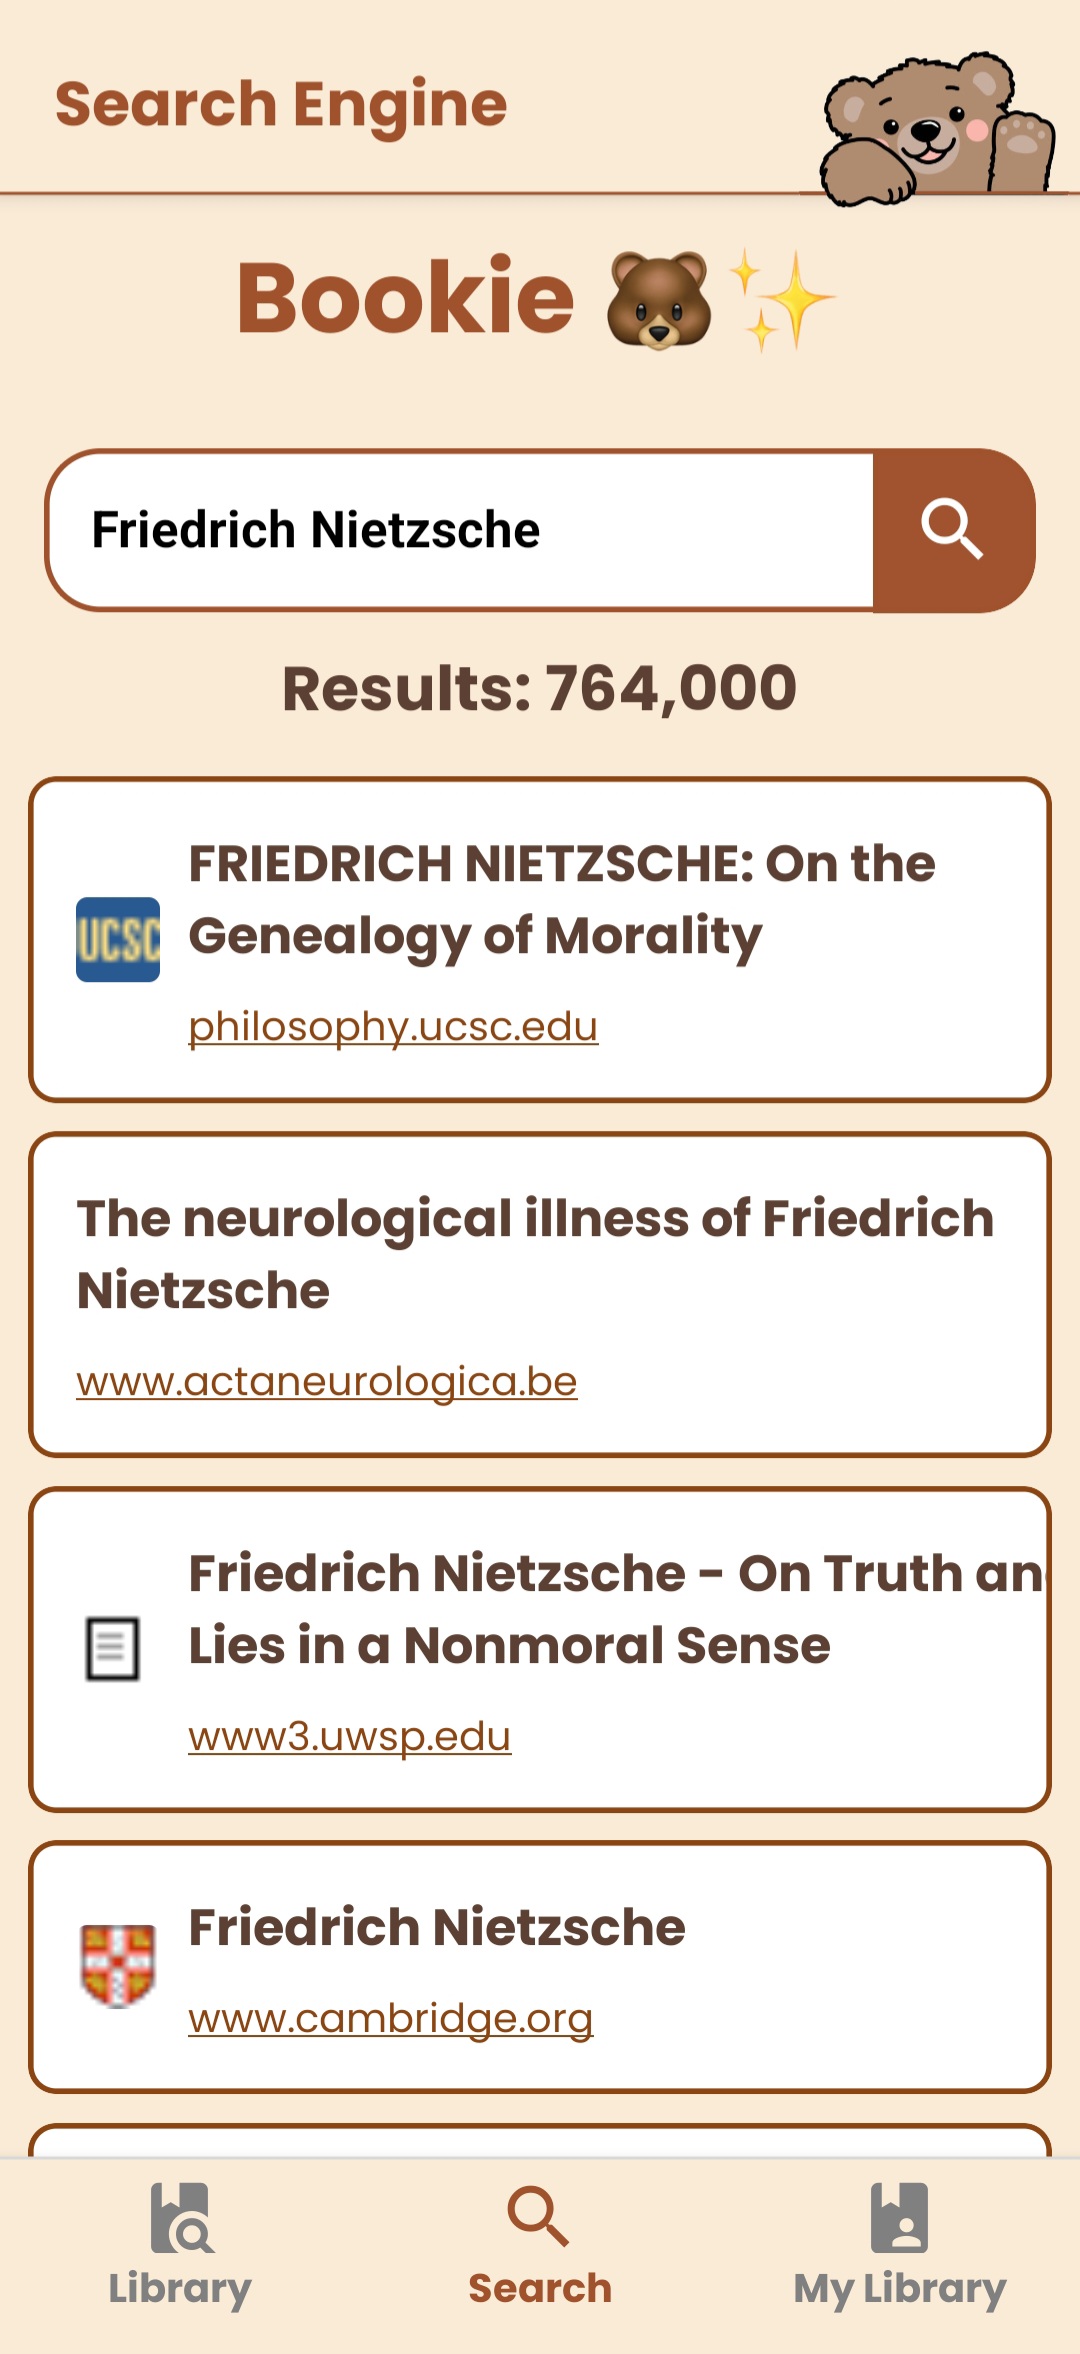 Search Engine
Bookie 🐻✨
Friedrich Nietzsche
Results: 764,000
FRIEDRICH NIETZSCHE: On the
Genealogy of Morality
UCSC
philosophy.ucsc.edu
The neurological illness of Friedrich
Nietzsche
www.actaneurologica.be
Friedrich Nietzsche - On Truth an
Lies in a Nonmoral Sense
www3.uwsp.edu
Friedrich Nietzsche
www.cambridge.org
Library
Search
My Library